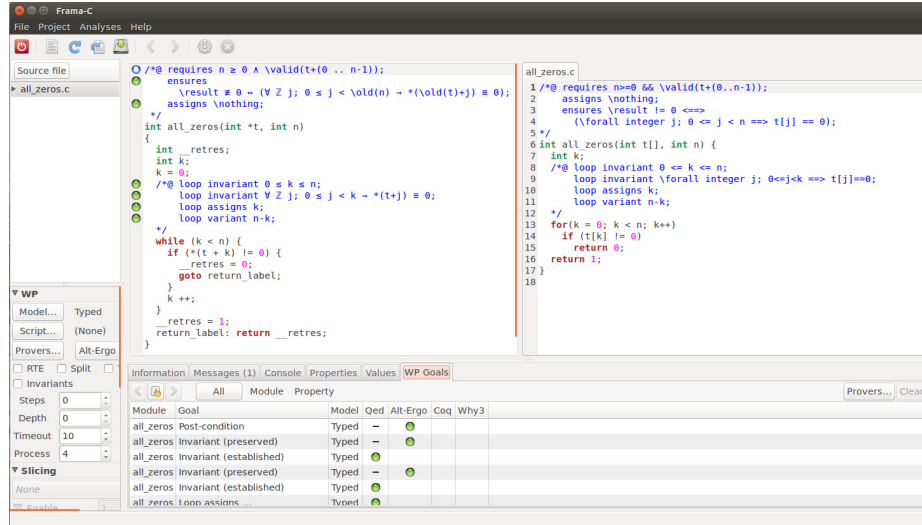 Frama-C
File Project Analyses Help
Source file
all_zeros.c
/*@ requires n ≥ 0 ∧ \valid(t+(0 .. n-1));
ensures
\result ≢ 0 ⇔ (∀ ℤ j; 0 ≤ j < \old(n) → *(\old(t)+j) ≡ 0);
assigns \nothing;
*/
int all_zeros(int *t, int n)
{
int __retres;
int k;
k = 0;
/*@ loop invariant 0 ≤ k ≤ n;
loop invariant ∀ ℤ j; 0 ≤ j < k → *(t+j) ≡ 0;
loop assigns k;
loop variant n-k;
*/
while (k < n) {
if (*(t + k) != 0) {
__retres = 0;
goto return_label;
}
k ++;
}
__retres = 1;
return_label: return __retres;
}
all_zeros.c
1 /*@ requires n>=0 && \valid(t+(0..n-1));
2 assigns \nothing;
3 ensures \result != 0 <==>
4 (\forall integer j; 0 <= j < n ==> t[j] == 0);
5 */
6 int all_zeros(int t[], int n) {
7 int k;
8 /*@ loop invariant 0 <= k <= n;
9 loop invariant \forall integer j; 0<=j<k ==> t[j]==0;
10 loop assigns k;
11 loop variant n-k;
12 */
13 for(k = 0; k < n; k++)
14 if (t[k] != 0)
15 return 0;
16 return 1;
17 }
18
WP
Model... Typed
Script... (None)
Provers... Alt-Ergo
RTE Split
Invariants
Steps 0
Depth 0
Timeout 10
Process 4
Slicing
None
Enable 1
Information Messages (1) Console Properties Values WP Goals
All Module Property Provers... Clear
Module Goal Model Qed Alt-Ergo Coq Why3
all_zeros Post-condition Typed –
all_zeros Invariant (preserved) Typed –
all_zeros Invariant (established) Typed
all_zeros Invariant (preserved) Typed –
all_zeros Invariant (established) Typed
all_zeros Loop assigns ... Typed